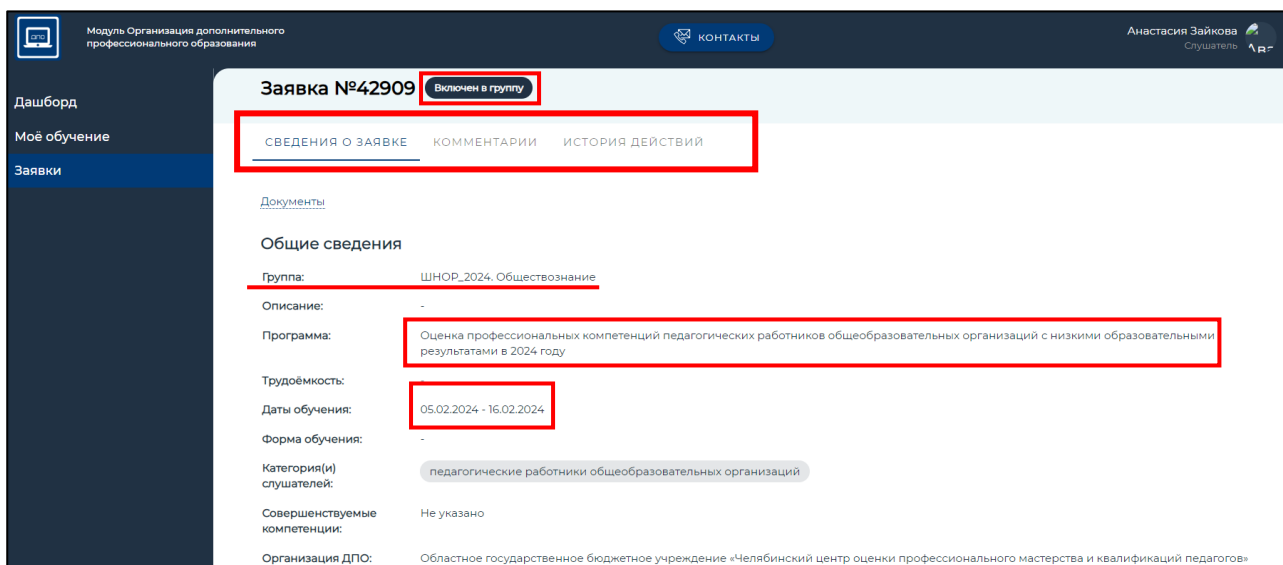 дпо
Модуль Организация дополнительного
профессионального образования
КОНТАКТЫ
Анастасия Зайкова
Слушатель
Дашборд
Моё обучение
Заявки
Заявка №42909 Включен в группу
СВЕДЕНИЯ О ЗАЯВКЕ КОММЕНТАРИИ ИСТОРИЯ ДЕЙСТВИЙ
Документы
Общие сведения
Группа: ШНОР_2024. Обществознание
Описание: -
Программа: Оценка профессиональных компетенций педагогических работников общеобразовательных организаций с низкими образовательными
результатами в 2024 году
Трудоёмкость: -
Даты обучения: 05.02.2024 - 16.02.2024
Форма обучения: -
Категория(и)
слушателей: педагогические работники общеобразовательных организаций
Совершенствуемые Не указано
компетенции:
Организация ДПО: Областное государственное бюджетное учреждение «Челябинский центр оценки профессионального мастерства и квалификаций педагогов»